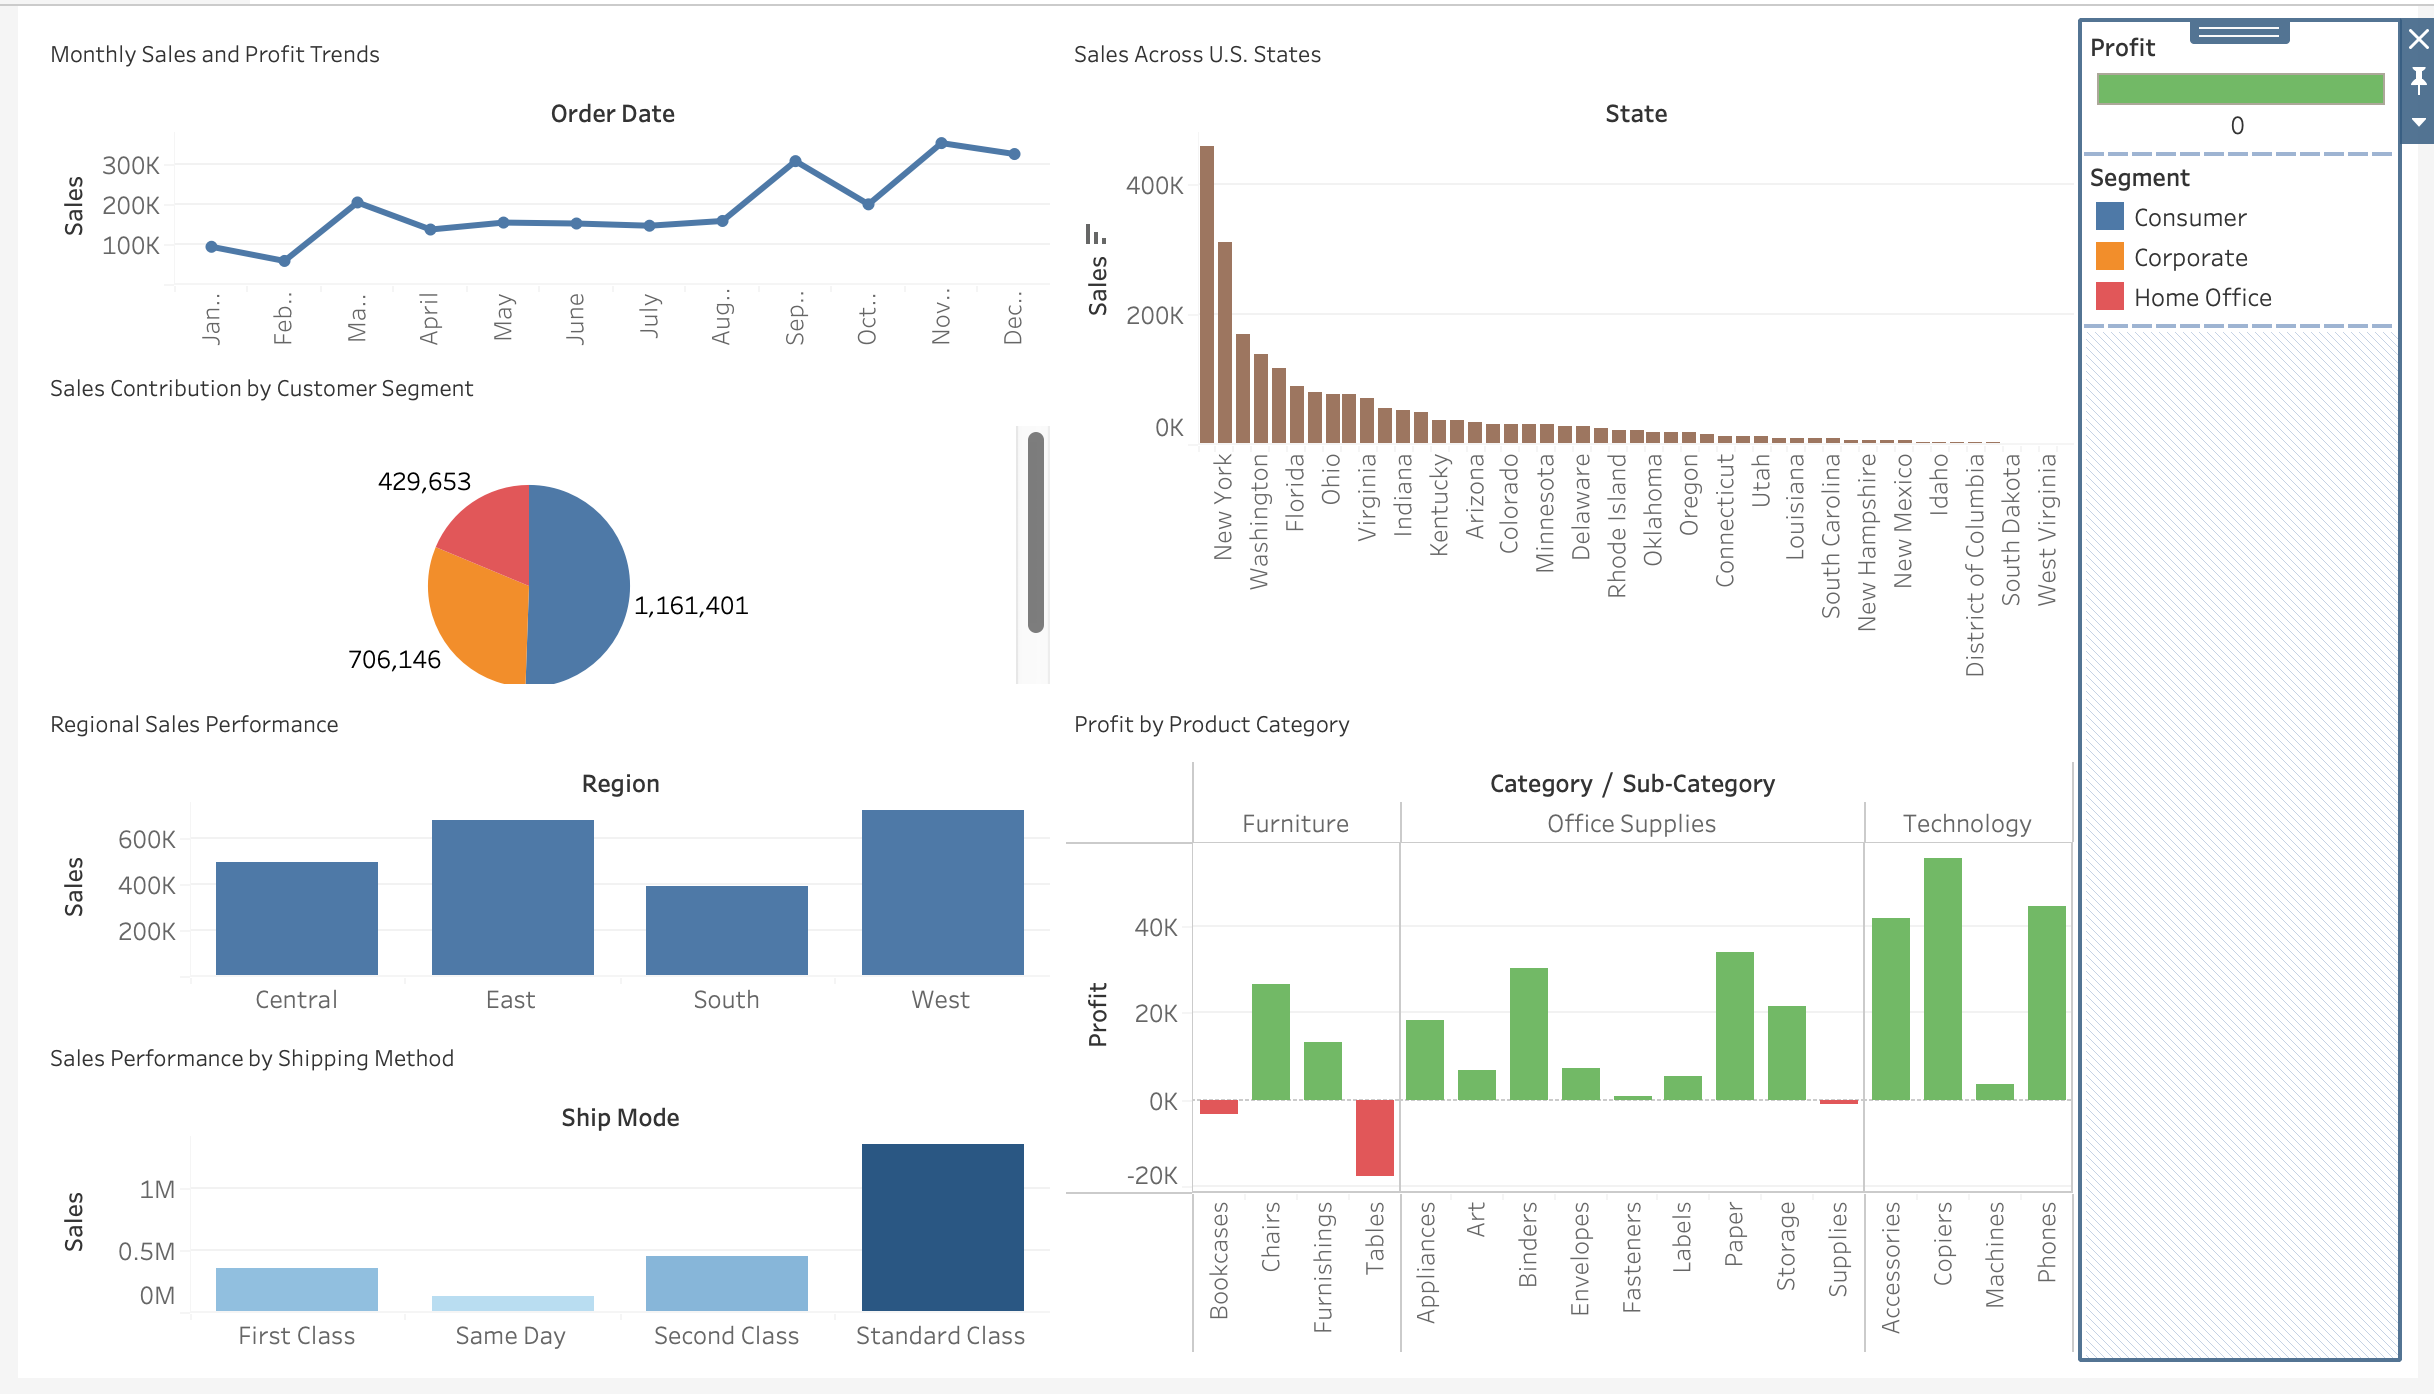 Monthly Sales and Profit Trends
Order Date
Sales
300K
200K
100K
Jan..
Feb..
Ma..
April
May
June
July
Aug..
Sep..
Oct..
Nov..
Dec..
Sales Contribution by Customer Segment
429,653
1,161,401
706,146
Regional Sales Performance
Region
Sales
600K
400K
200K
Central
East
South
West
Sales Performance by Shipping Method
Ship Mode
Sales
1M
0.5M
0M
First Class
Same Day
Second Class
Standard Class
Sales Across U.S. States
State
Sales
400K
200K
0K
New York
Washington
Florida
Ohio
Virginia
Indiana
Kentucky
Arizona
Colorado
Minnesota
Delaware
Rhode Island
Oklahoma
Oregon
Connecticut
Utah
Louisiana
South Carolina
New Hampshire
New Mexico
Idaho
District of Columbia
South Dakota
West Virginia
Profit by Product Category
Category / Sub-Category
Furniture
Office Supplies
Technology
Profit
40K
20K
0K
-20K
Bookcases
Chairs
Furnishings
Tables
Appliances
Art
Binders
Envelopes
Fasteners
Labels
Paper
Storage
Supplies
Accessories
Copiers
Machines
Phones
Profit
0
Segment
Consumer
Corporate
Home Office